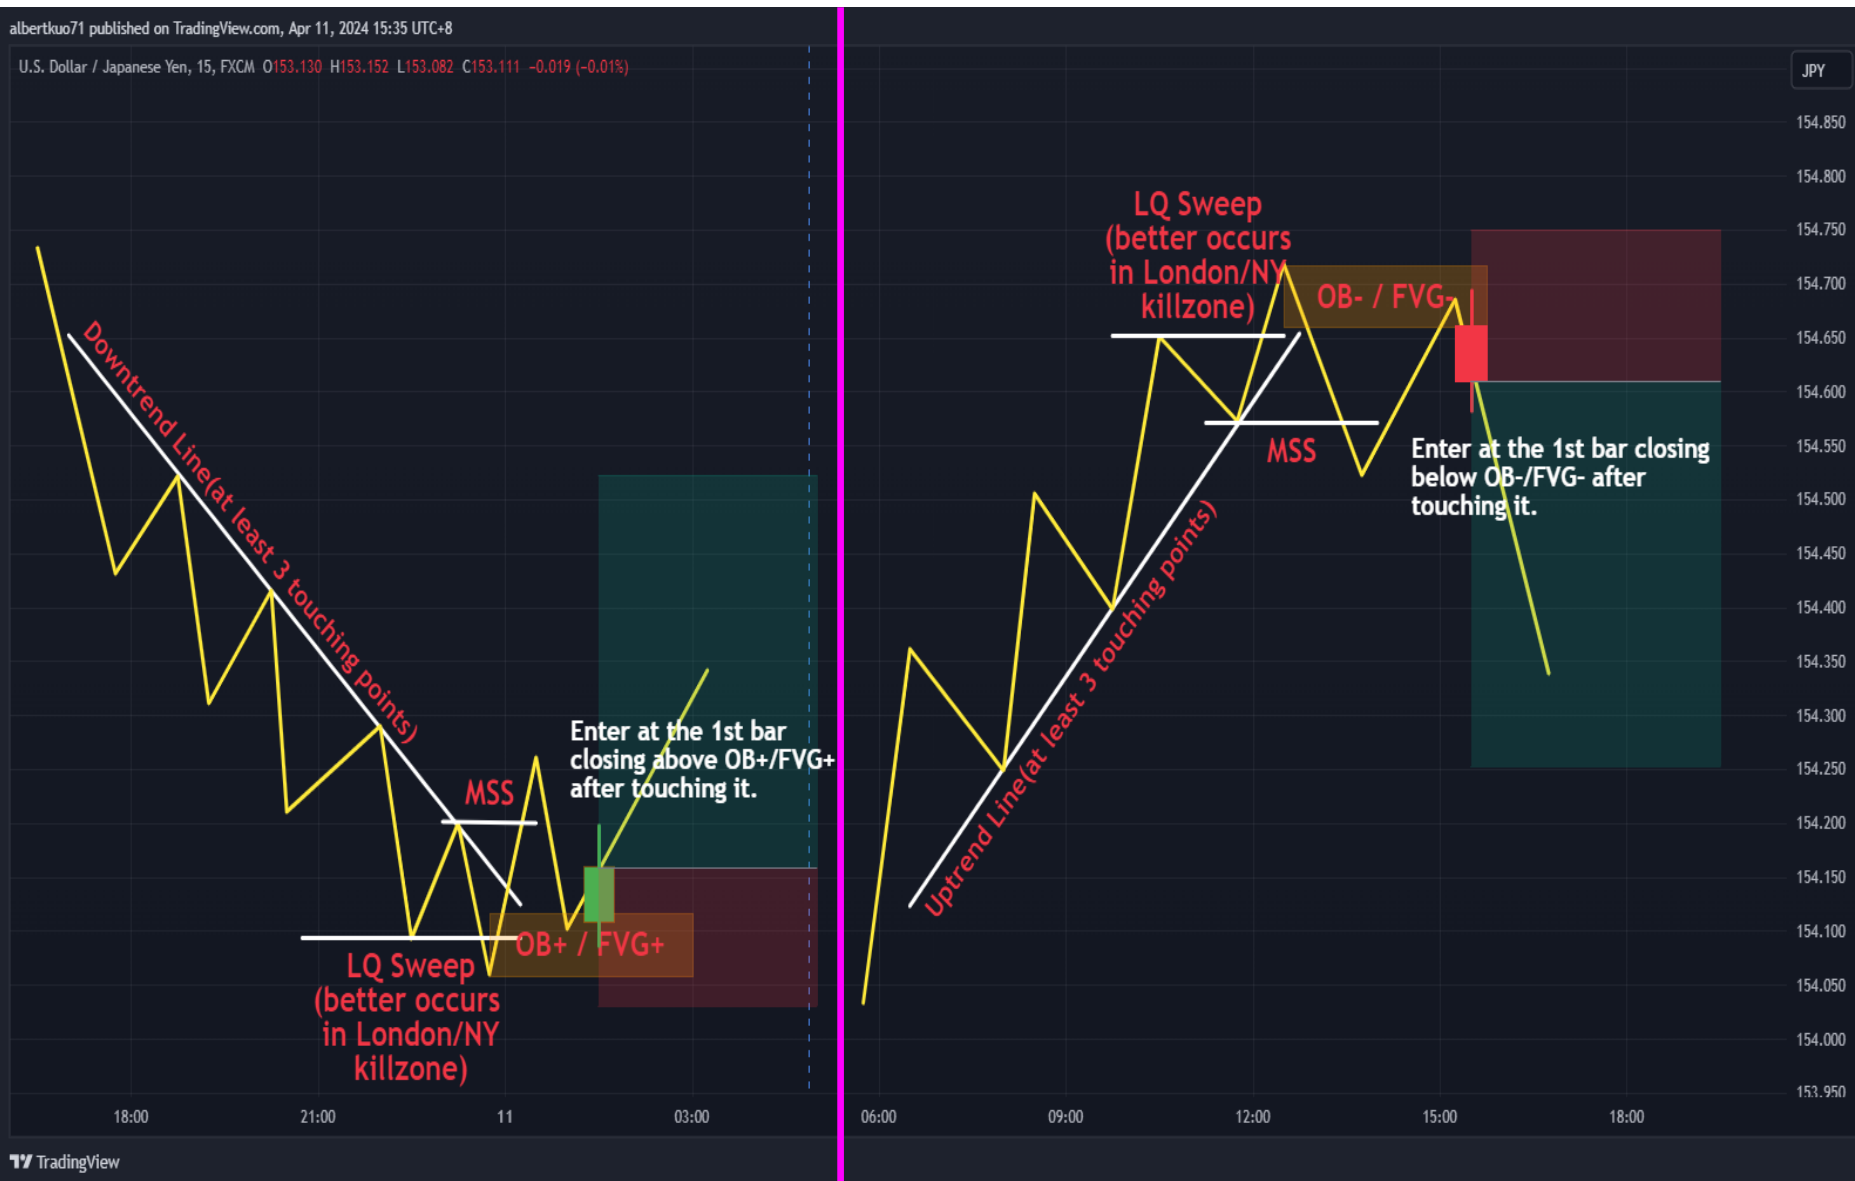 albertkuo71 published on TradingView.com, Apr 11, 2024 15:35 UTC+8
U.S. Dollar / Japanese Yen, 15, FXCM O153.130 H153.152 L153.082 C153.111 −0.019 (−0.01%)
Downtrend Line(at least 3 touching points)
MSS
Enter at the 1st bar
closing above OB+/FVG+
after touching it.
OB+ / FVG+
LQ Sweep
(better occurs
in London/NY
killzone)
LQ Sweep
(better occurs
in London/NY
killzone)
OB- / FVG-
MSS
Enter at the 1st bar closing
below OB-/FVG- after
touching it.
Uptrend Line(at least 3 touching points)
JPY
154.850
154.800
154.750
154.700
154.650
154.600
154.550
154.500
154.450
154.400
154.350
154.300
154.250
154.200
154.150
154.100
154.050
154.000
153.950
18:00 21:00 11 03:00 06:00 09:00 12:00 15:00 18:00
TradingView